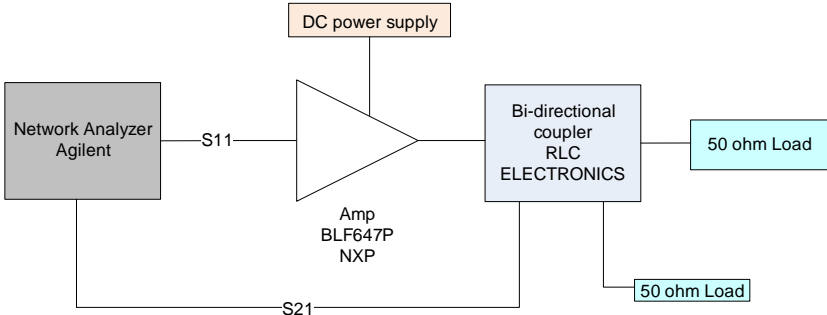 DC power supply
Network Analyzer
Agilent
S11
Bi-directional
coupler
RLC
ELECTRONICS
50 ohm Load
Amp
BLF647P
NXP
50 ohm Load
S21